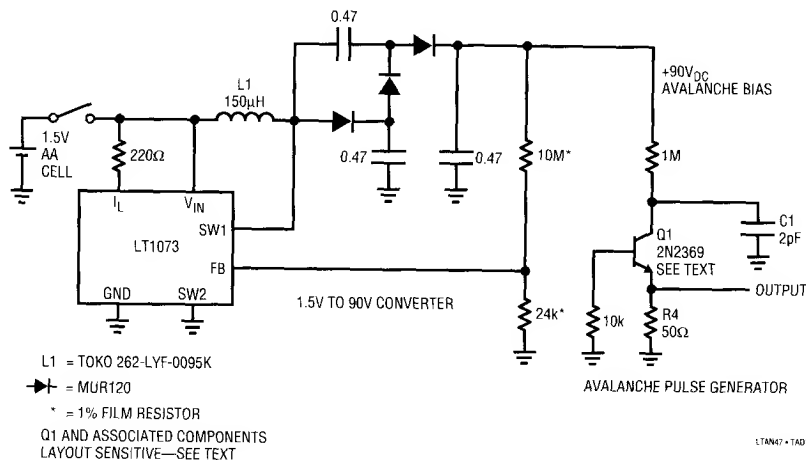 0.47
L1
150µH
+90VDC
AVALANCHE BIAS
1.5V
AA
CELL
220Ω
0.47
0.47
10M*
1M
IL
VIN
SW1
LT1073
FB
GND
SW2
C1
2pF
Q1
2N2369
SEE TEXT
OUTPUT
1.5V TO 90V CONVERTER
24k*
10k
R4
50Ω
L1 = TOKO 262-LYF-0095K
= MUR120
* = 1% FILM RESISTOR
Q1 AND ASSOCIATED COMPONENTS
LAYOUT SENSITIVE—SEE TEXT
AVALANCHE PULSE GENERATOR
LTAN47 • TA0